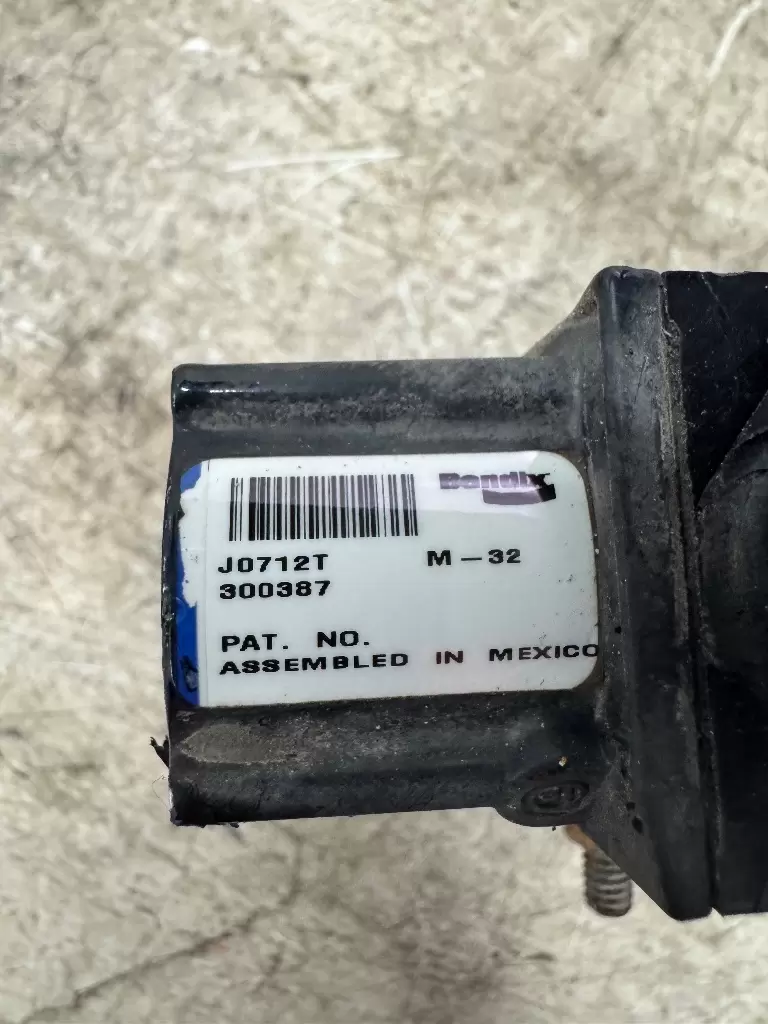 Bendix
J0712T M-32
300387
PAT. NO.
ASSEMBLED IN MEXICO